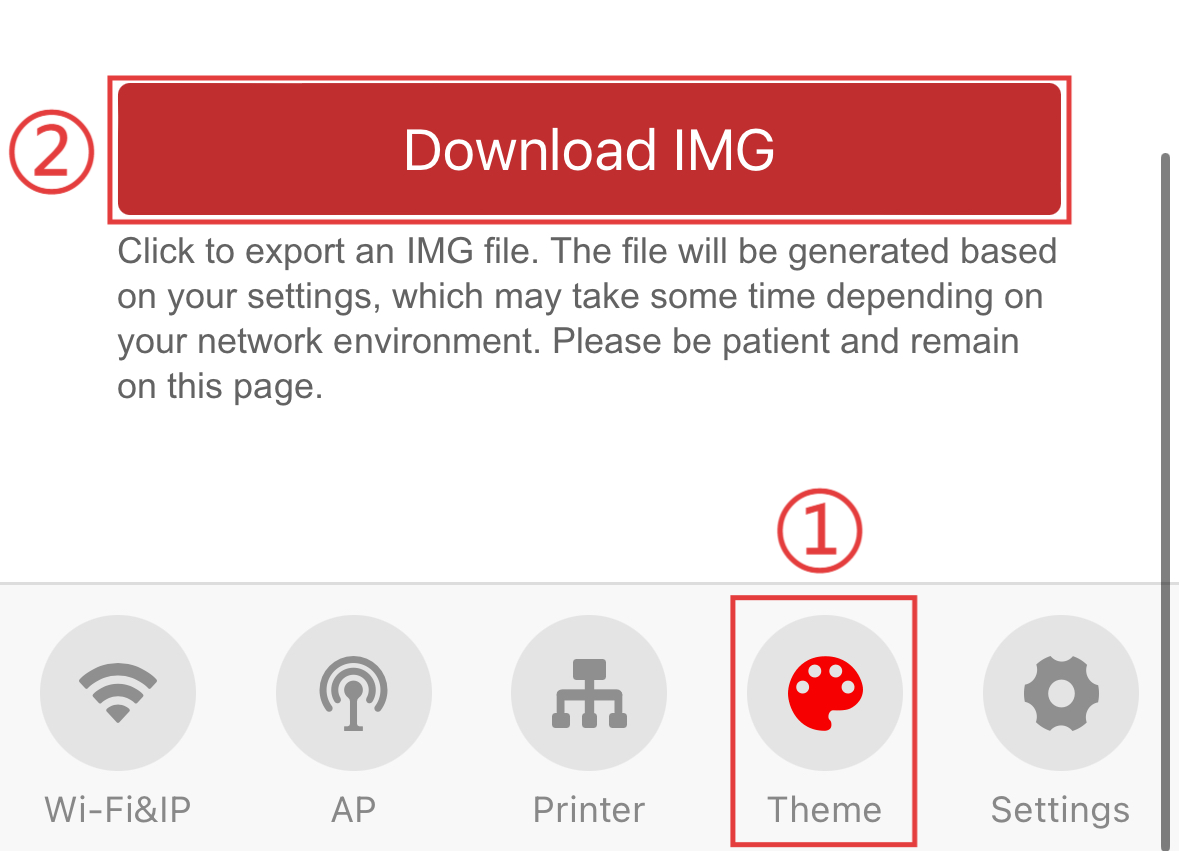 ②
Download IMG
Click to export an IMG file. The file will be generated based
on your settings, which may take some time depending on
your network environment. Please be patient and remain
on this page.
①
Wi-Fi&IP
AP
Printer
Theme
Settings